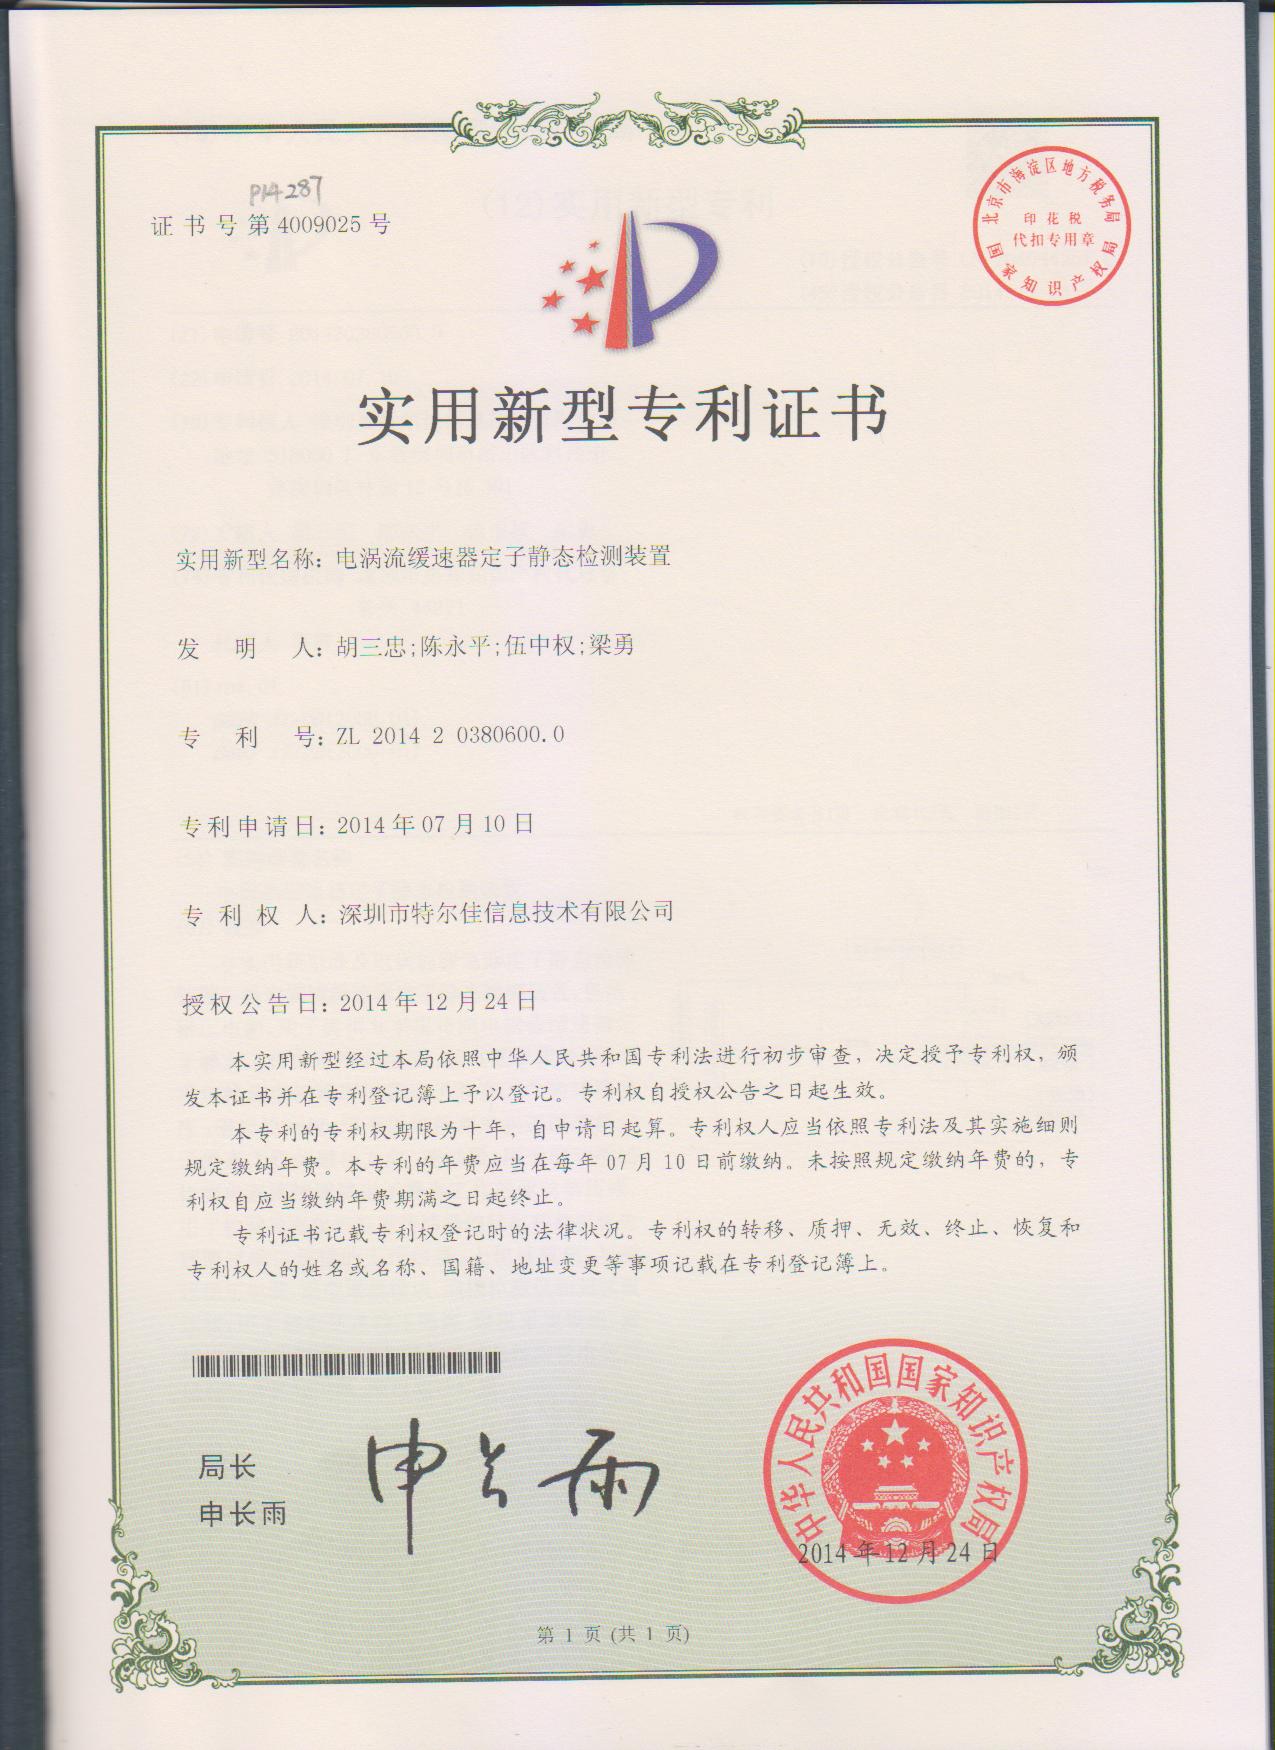 P14287
证书号第4009025号
北京市海淀区地方税务局
印花税
代扣专用章
国家知识产权局
实用新型专利证书
实用新型名称：电涡流缓速器定子静态检测装置
发明人：胡三忠;陈永平;伍中权;梁勇
专利号：ZL 2014 2 0380600.0
专利申请日：2014年07月10日
专利权人：深圳市特尔佳信息技术有限公司
授权公告日：2014年12月24日
本实用新型经过本局依照中华人民共和国专利法进行初步审查，决定授予专利权，颁
发本证书并在专利登记簿上予以登记。专利权自授权公告之日起生效。
本专利的专利权期限为十年，自申请日起算。专利权人应当依照专利法及其实施细则
规定缴纳年费。本专利的年费应当在每年07月10日前缴纳。未按照规定缴纳年费的，专
利权自应当缴纳年费期满之日起终止。
专利证书记载专利权登记时的法律状况。专利权的转移、质押、无效、终止、恢复和
专利权人的姓名或名称、国籍、地址变更等事项记载在专利登记簿上。
局长
申长雨
申长雨
中华人民共和国国家知识产权局
2014年12月24日
第 1 页 (共 1 页)